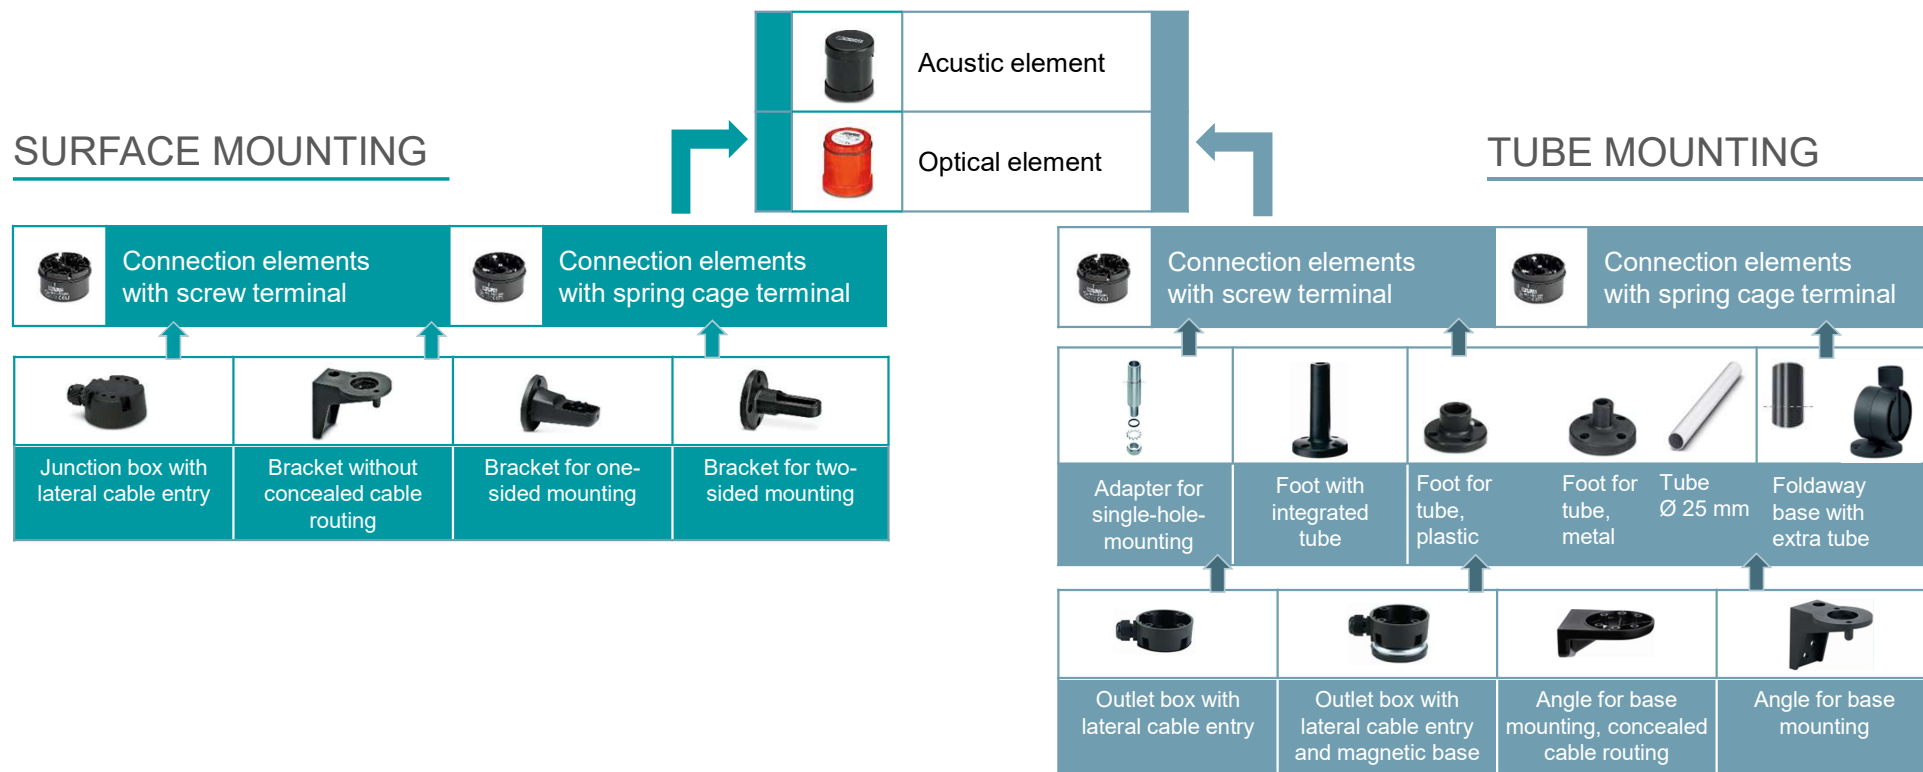 Acustic element
Optical element
SURFACE MOUNTING
TUBE MOUNTING
Connection elements
with screw terminal
Connection elements
with spring cage terminal
Junction box with
lateral cable entry
Bracket without
concealed cable
routing
Bracket for one-
sided mounting
Bracket for two-
sided mounting
Connection elements
with screw terminal
Connection elements
with spring cage terminal
Adapter for
single-hole-
mounting
Foot with
integrated
tube
Foot for
tube,
plastic
Foot for
tube,
metal
Tube
Ø 25 mm
Foldaway
base with
extra tube
Outlet box with
lateral cable entry
Outlet box with
lateral cable entry
and magnetic base
Angle for base
mounting, concealed
cable routing
Angle for base
mounting